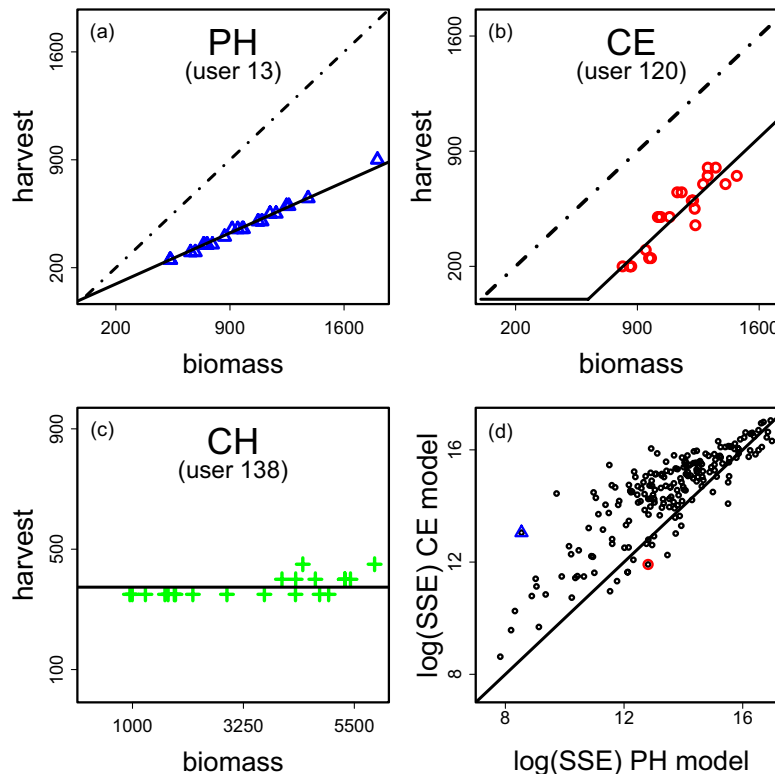 (a)
PH
(user 13)
harvest
1600
900
200
200 900 1600
biomass
(b)
CE
(user 120)
harvest
1600
900
200
200 900 1600
biomass
(c)
CH
(user 138)
harvest
900
500
100
1000 3250 5500
biomass
(d)
log(SSE) CE model
16
12
8
8 12 16
log(SSE) PH model